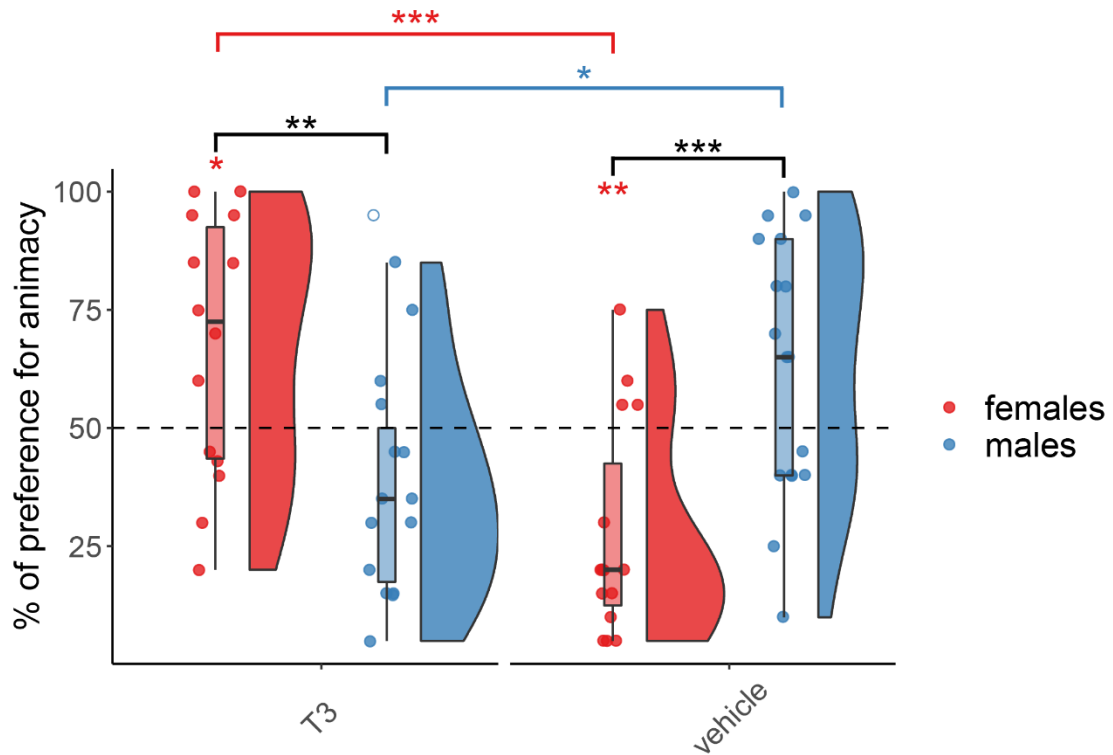 ***
*
**
***
*
**
100
75
50
25
% of preference for animacy
T3
vehicle
females
males